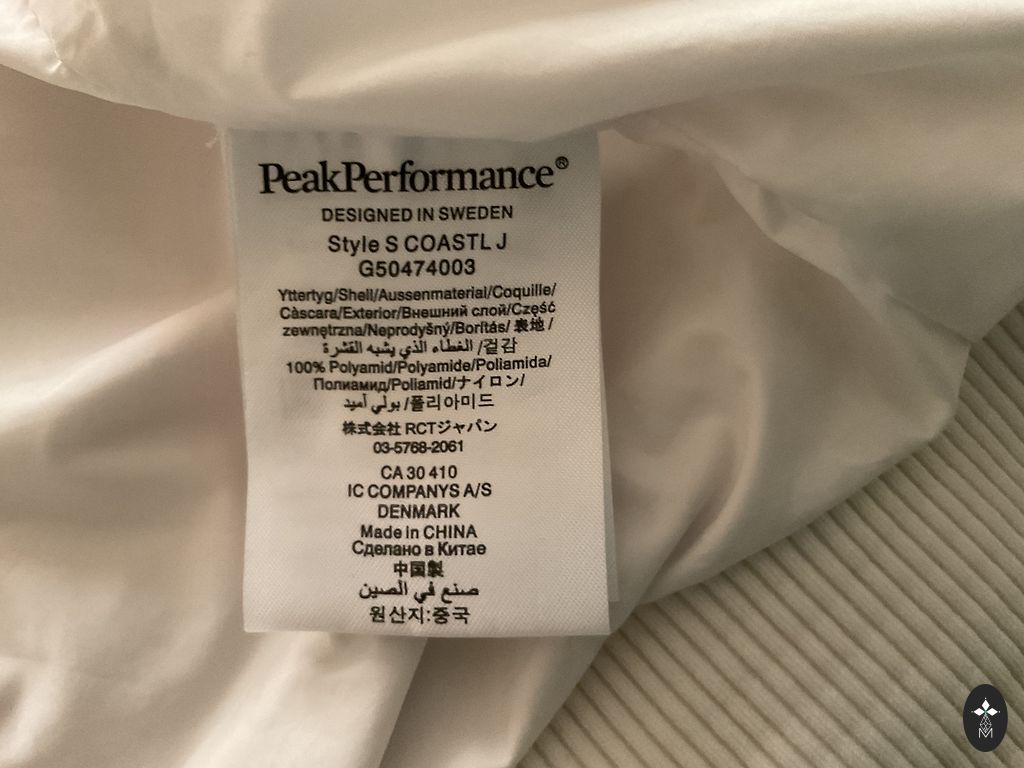 PeakPerformance®
DESIGNED IN SWEDEN
Style S COASTL J
G50474003
Yttertyg/Shell/Aussenmaterial/Coquille/
Càscara/Exterior/Внешний слой/Część
zewnętrzna/Neprodyšný/Borítás/ 表地 /
الغطاء الذي يشبه القشرة /겉감
100% Polyamid/Polyamide/Poliamida/
Полиамид/Poliamid/ナイロン/
بولي أميد /폴리아미드
株式会社 RCTジャパン
03-5768-2061
CA 30 410
IC COMPANYS A/S
DENMARK
Made in CHINA
Сделано в Китае
中国製
صنع في الصين
원산지:중국
M